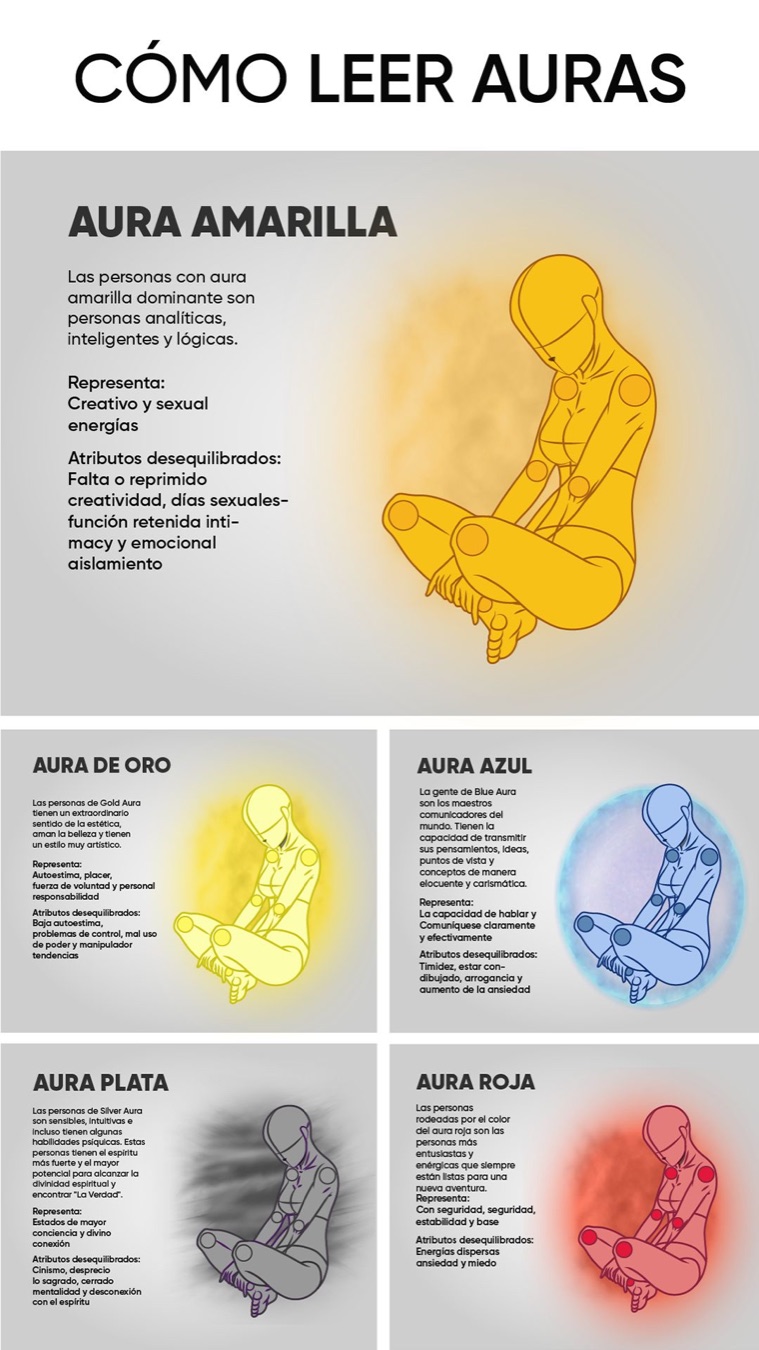 CÓMO LEER AURAS
AURA AMARILLA
Las personas con aura
amarilla dominante son
personas analíticas,
inteligentes y lógicas.
Representa:
Creativo y sexual
energías
Atributos desequilibrados:
Falta o reprimido
creatividad, días sexuales-
función retenida inti-
macy y emocional
aislamiento
AURA DE ORO
Las personas de Gold Aura
tienen un extraordinario
sentido de la estética,
aman la belleza y tienen
un estilo muy artístico.
Representa:
Autoestima, placer,
fuerza de voluntad y personal
responsabilidad
Atributos desequilibrados:
Baja autoestima,
problemas de control, mal uso
de poder y manipulador
tendencias
AURA AZUL
La gente de Blue Aura
son los maestros
comunicadores del
mundo. Tienen la
capacidad de transmitir
sus pensamientos, ideas,
puntos de vista y
conceptos de manera
elocuente y carismática.
Representa:
La capacidad de hablar y
Comuníquese claramente
y efectivamente
Atributos desequilibrados:
Timidez, estar con-
dibujado, arrogancia y
aumento de la ansiedad
AURA PLATA
Las personas de Silver Aura
son sensibles, intuitivas e
incluso tienen algunas
habilidades psíquicas. Estas
personas tienen el espíritu
más fuerte y el mayor
potencial para alcanzar la
divinidad espiritual y
encontrar "La Verdad".
Representa:
Estados de mayor
conciencia y divino
conexión
Atributos desequilibrados:
Cinismo, desprecio
lo sagrado, cerrado
mentalidad y desconexión
con el espíritu
AURA ROJA
Las personas
rodeadas por el color
del aura roja son las
personas más
entusiastas y
enérgicas que siempre
están listas para una
nueva aventura.
Representa:
Con seguridad, seguridad,
estabilidad y base
Atributos desequilibrados:
Energías dispersas
ansiedad y miedo